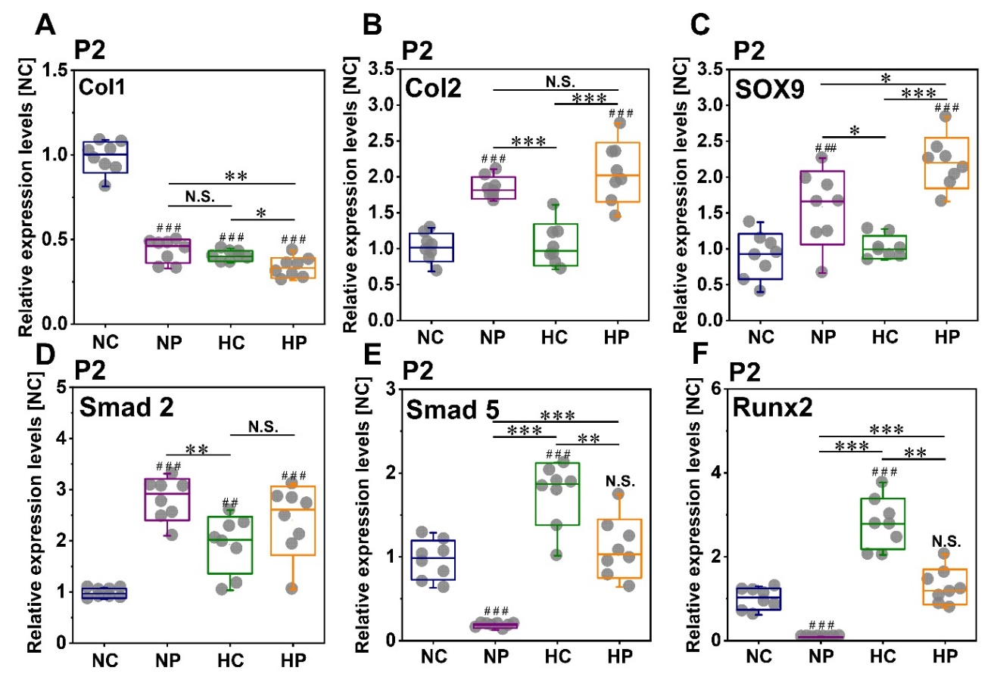 A
P2
Relative expression levels [NC]
Col1
1.5
1.0
0.5
0.0
**
N.S.
*
###
###
###
NC NP HC HP
B
P2
Relative expression levels [NC]
Col2
3.5
3.0
2.5
2.0
1.5
1.0
0.5
0.0
N.S.
***
###
***
###
NC NP HC HP
C
P2
Relative expression levels [NC]
SOX9
3.5
3.0
2.5
2.0
1.5
1.0
0.5
0.0
*
***
###
*
###
NC NP HC HP
D
P2
Relative expression levels [NC]
Smad 2
5
4
3
2
1
0
N.S.
**
###
###
##
NC NP HC HP
E
P2
Relative expression levels [NC]
Smad 5
3
2
1
0
***
***
**
###
N.S.
###
NC NP HC HP
F
P2
Relative expression levels [NC]
Runx2
6
4
2
0
***
***
**
###
N.S.
###
NC NP HC HP